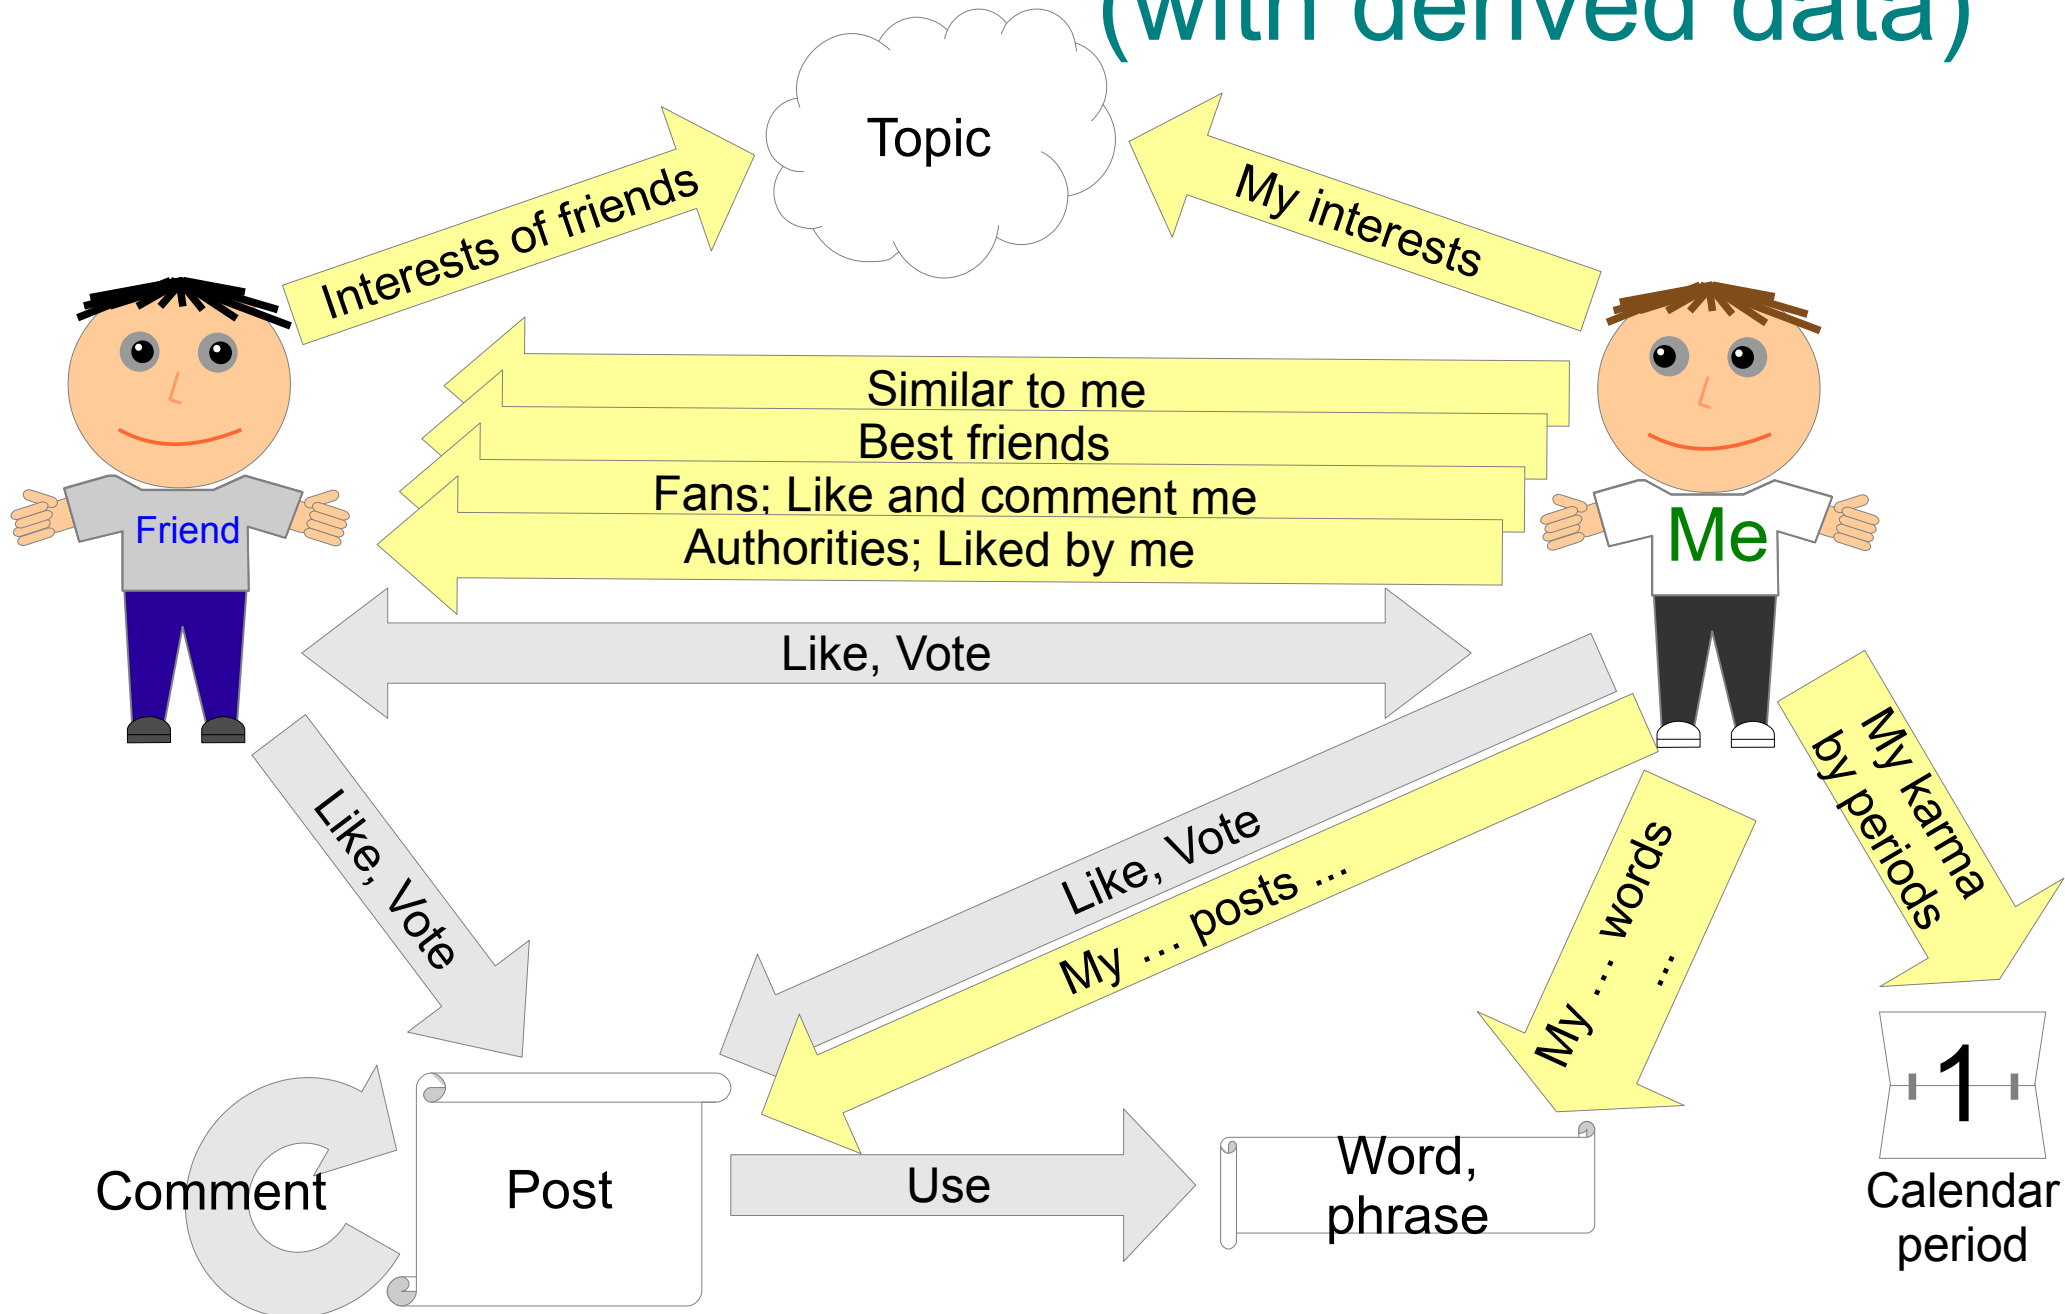 (with derived data)
Topic
Interests of friends
My interests
Similar to me
Best friends
Fans; Like and comment me
Authorities; Liked by me
Friend
Me
Like, Vote
Like, Vote
Like, Vote
My … posts ...
My … words
...
My karma
by periods
Comment
Post
Use
Word,
phrase
1
Calendar
period